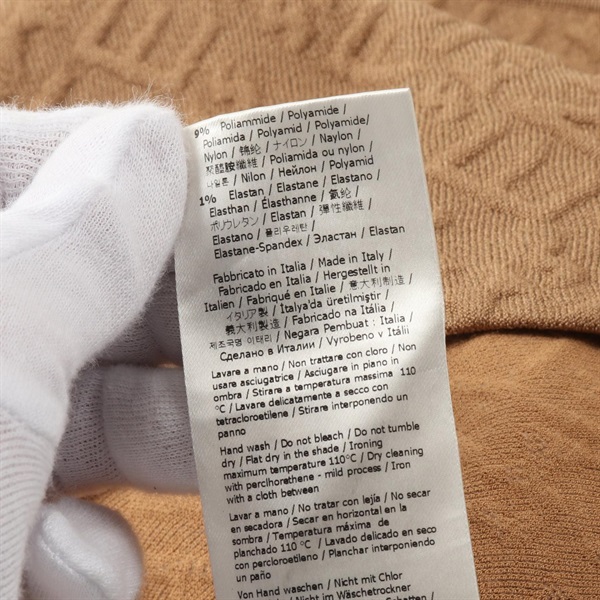 9% Poliammide / Polyamide /
Poliamida / Polyamid / Polyamide/
Nylon / 锦纶 / ナイロン / Naylon /
聚醯胺纖維 / Poliamida ou nylon /
나일론 / Nilon / Нейлон / Polyamid
1% Elastan / Elastane / Elastano /
Elasthan / Élasthanne / 氨纶 /
ポリウレタン / Elastan / 彈性纖維 /
Elastano / 폴리우레탄 /
Elastane-Spandex / Эластан / Elastan
Fabbricato in Italia / Made in Italy /
Fabricado en Italia / Hergestellt in
Italien / Fabriqué en Italie / 意大利制造 /
イタリア製 / İtalya'da üretilmiştir /
義大利製造 / Fabricado na Itália /
제조국명 이태리 / Negara Pembuat : Italia /
Сделано в Италии / Vyrobeno v Itálii
Lavare a mano / Non trattare con cloro / Non
usare asciugatrice / Asciugare in piano in
ombra / Stirare a temperatura massima 110
°C / Lavare delicatamente a secco con
tetracloroetilene / Stirare interponendo un
panno
Hand wash / Do not bleach / Do not tumble
dry / Flat dry in the shade / Ironing
maximum temperature 110°C / Dry cleaning
with perclhorethene - mild process / Iron
with a cloth between
Lavar a mano / No tratar con lejía / No secar
en secadora / Secar en horizontal en la
sombra / Temperatura máxima de
planchado 110 °C / Lavado delicado en seco
con percloroetileno / Planchar interponiendo
un paño
Von Hand waschen / Nicht mit Chlor
/ Nicht im Wäschetrockner
Schatten /